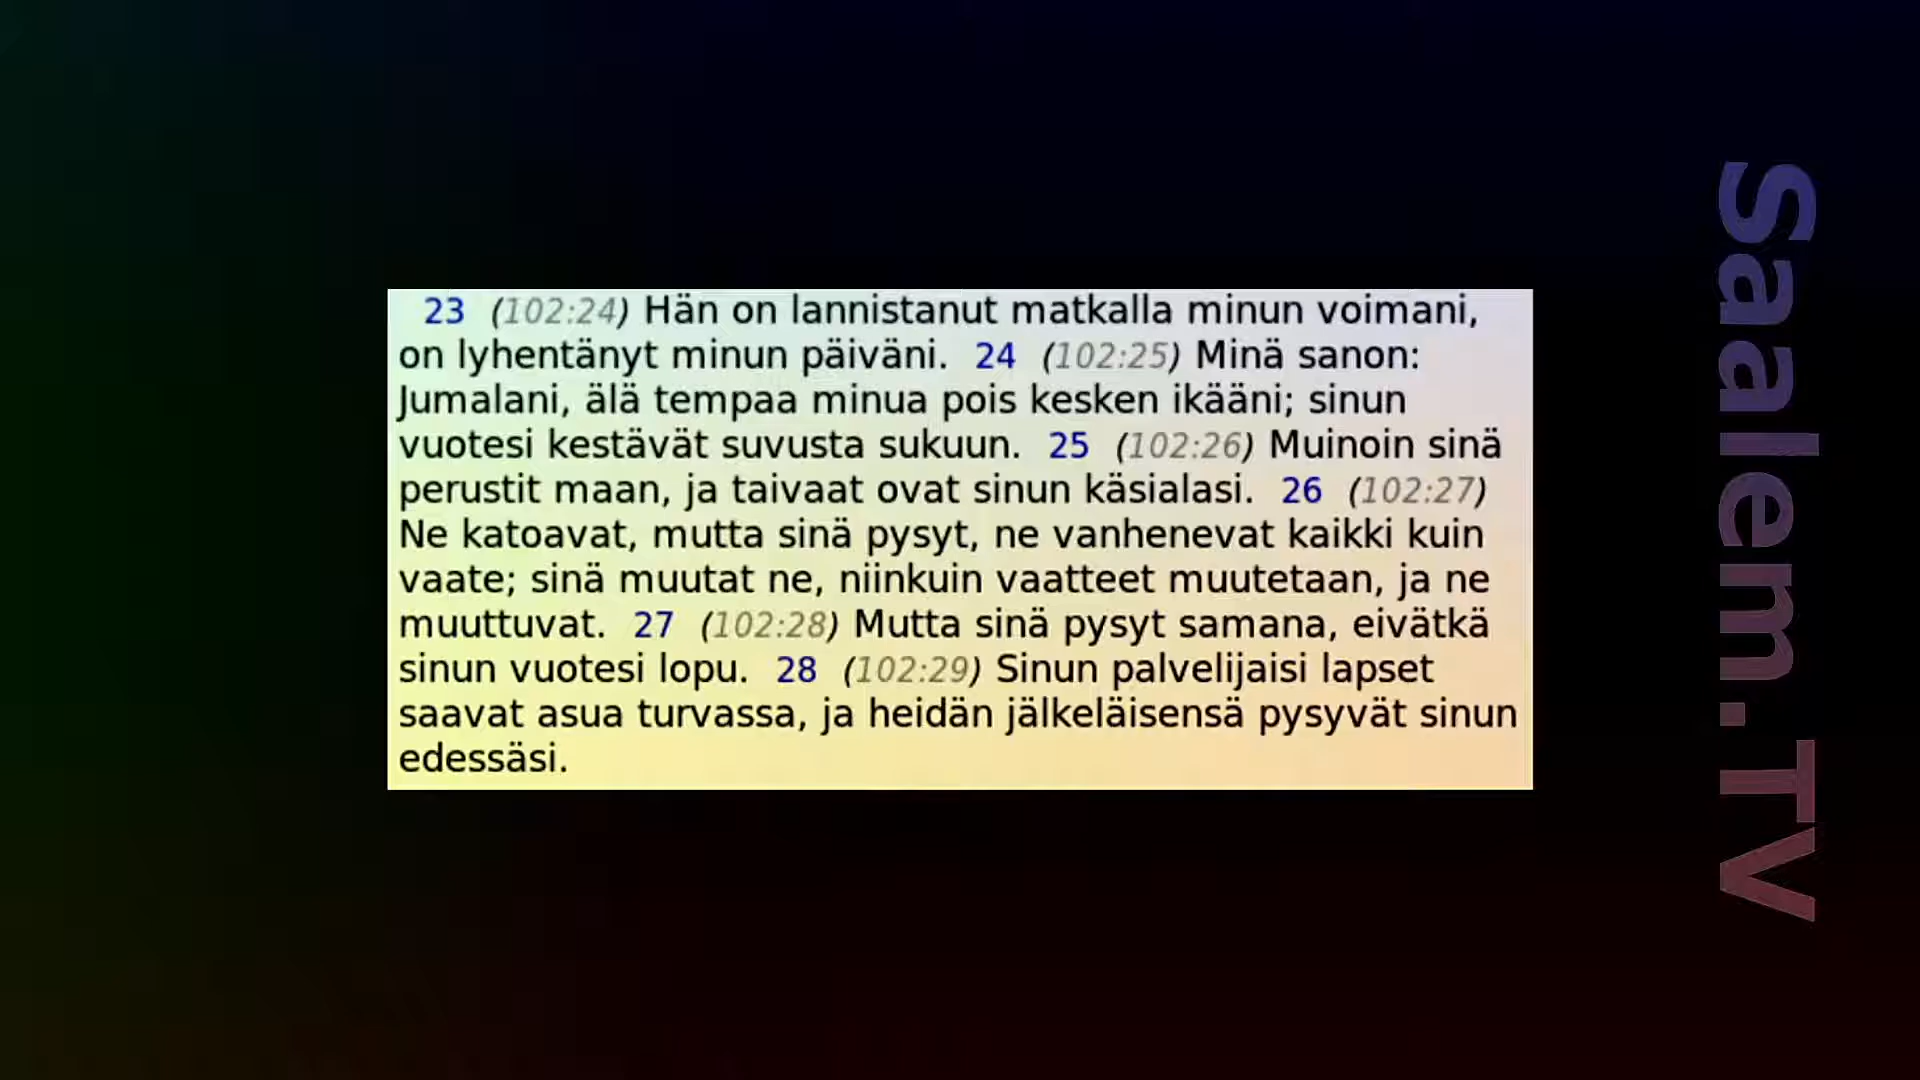 23 (102:24) Hän on lannistanut matkalla minun voimani,
on lyhentänyt minun päiväni. 24 (102:25) Minä sanon:
Jumalani, älä tempaa minua pois kesken ikääni; sinun
vuotesi kestävät suvusta sukuun. 25 (102:26) Muinoin sinä
perustit maan, ja taivaat ovat sinun käsialasi. 26 (102:27)
Ne katoavat, mutta sinä pysyt, ne vanhenevat kaikki kuin
vaate; sinä muutat ne, niinkuin vaatteet muutetaan, ja ne
muuttuvat. 27 (102:28) Mutta sinä pysyt samana, eivätkä
sinun vuotesi lopu. 28 (102:29) Sinun palvelijaisi lapset
saavat asua turvassa, ja heidän jälkeläisensä pysyvät sinun
edessäsi.
Saalem.TV